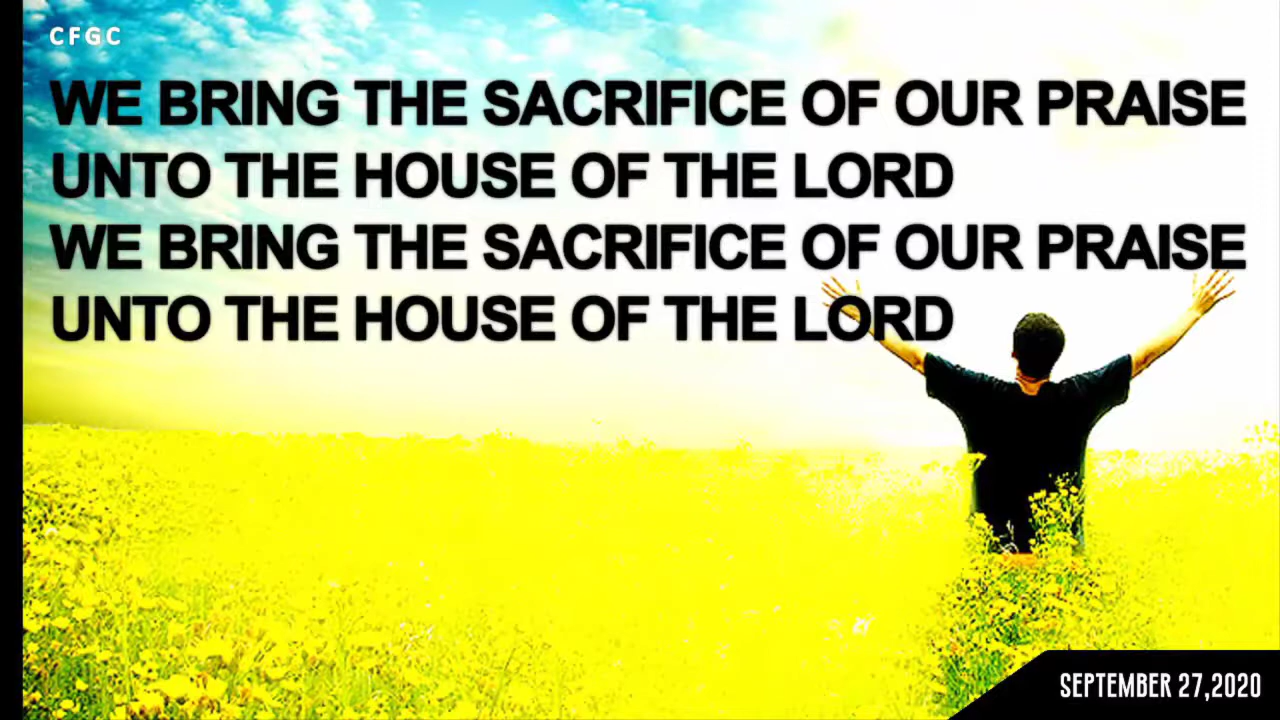 CFGC
WE BRING THE SACRIFICE OF OUR PRAISE
UNTO THE HOUSE OF THE LORD
WE BRING THE SACRIFICE OF OUR PRAISE
UNTO THE HOUSE OF THE LORD
SEPTEMBER 27,2020